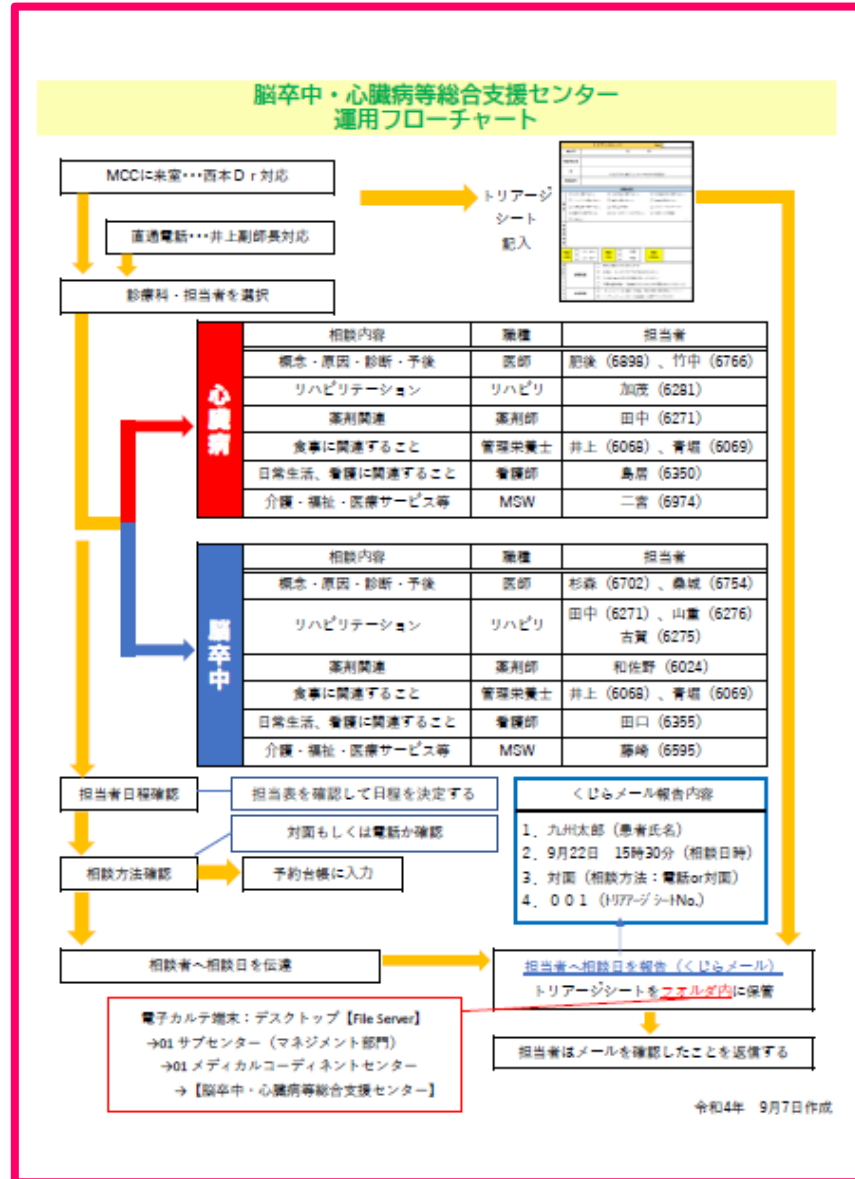 脳卒中・心臓病等総合支援センター
運用フローチャート
MCCに来室・・・西本Dr対応
直通電話・・・井上副師長対応
診療科・担当者を選択
トリアージ
シート
記入
心臓病
相談内容 職種 担当者
概念・原因・診断・予後 医師 肥後（6898）、竹中（6766）
リハビリテーション リハビリ 加茂（6281）
薬剤関連 薬剤師 田中（6271）
食事に関連すること 管理栄養士 井上（6068）、青堀（6069）
日常生活、看護に関連すること 看護師 島居（6350）
介護・福祉・医療サービス等 MSW 二宮（6974）
脳卒中
相談内容 職種 担当者
概念・原因・診断・予後 医師 杉森（6702）、桑城（6754）
リハビリテーション リハビリ 田中（6271）、山重（6276）
古賀（6275）
薬剤関連 薬剤師 和佐野（6024）
食事に関連すること 管理栄養士 井上（6068）、青堀（6069）
日常生活、看護に関連すること 看護師 田口（6355）
介護・福祉・医療サービス等 MSW 藤崎（6595）
担当者日程確認
担当表を確認して日程を決定する
対面もしくは電話か確認
相談方法確認
予約台帳に入力
くじらメール報告内容
1．九州太郎（患者氏名）
2．9月22日　15時30分（相談日時）
3．対面（相談方法：電話or対面）
4．００１（ﾄﾘｱｱｰｼﾞｼｰﾄNo.）
相談者へ相談日を伝達
担当者へ相談日を報告（くじらメール）
トリアージシートをフォルダ内に保管
担当者はメールを確認したことを返信する
電子カルテ端末：デスクトップ【File Server】
→01 サブセンター（マネジメント部門）
→01 メディカルコーディネントセンター
→【脳卒中・心臓病等総合支援センター】
令和4年　9月7日作成